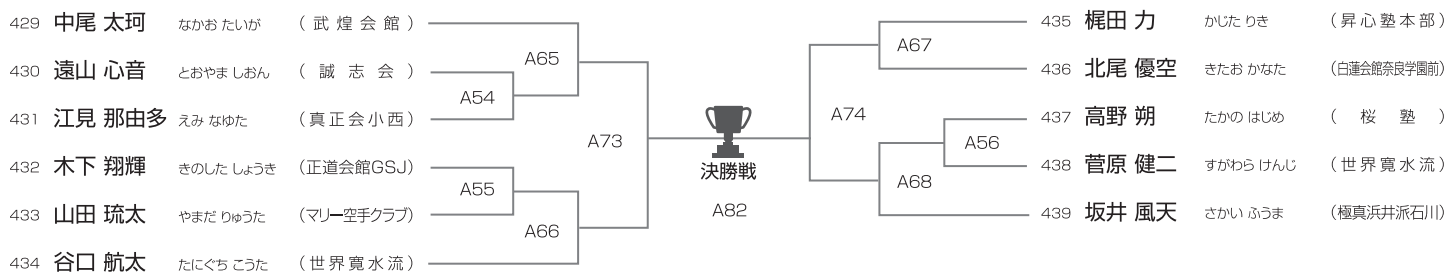 429 中尾 太珂 なかお たいが （武煌会館）
430 遠山 心音 とおやま しおん （誠志会）
431 江見 那由多 えみ なゆた （真正会小西）
432 木下 翔輝 きのした しょうき （正道会館GSJ）
433 山田 琉太 やまだ りゅうた （マリー空手クラブ）
434 谷口 航太 たにぐち こうた （世界寛水流）
A65
A54
A73
A55
A66
決勝戦
A82
A67
A74
A56
A68
435 梶田 力 かじた りき （昇心塾本部）
436 北尾 優空 きたお かなた （白蓮会館奈良学園前）
437 高野 朔 たかの はじめ （桜塾）
438 菅原 健二 すがわら けんじ （世界寛水流）
439 坂井 風天 さかい ふうま （極真浜井派石川）